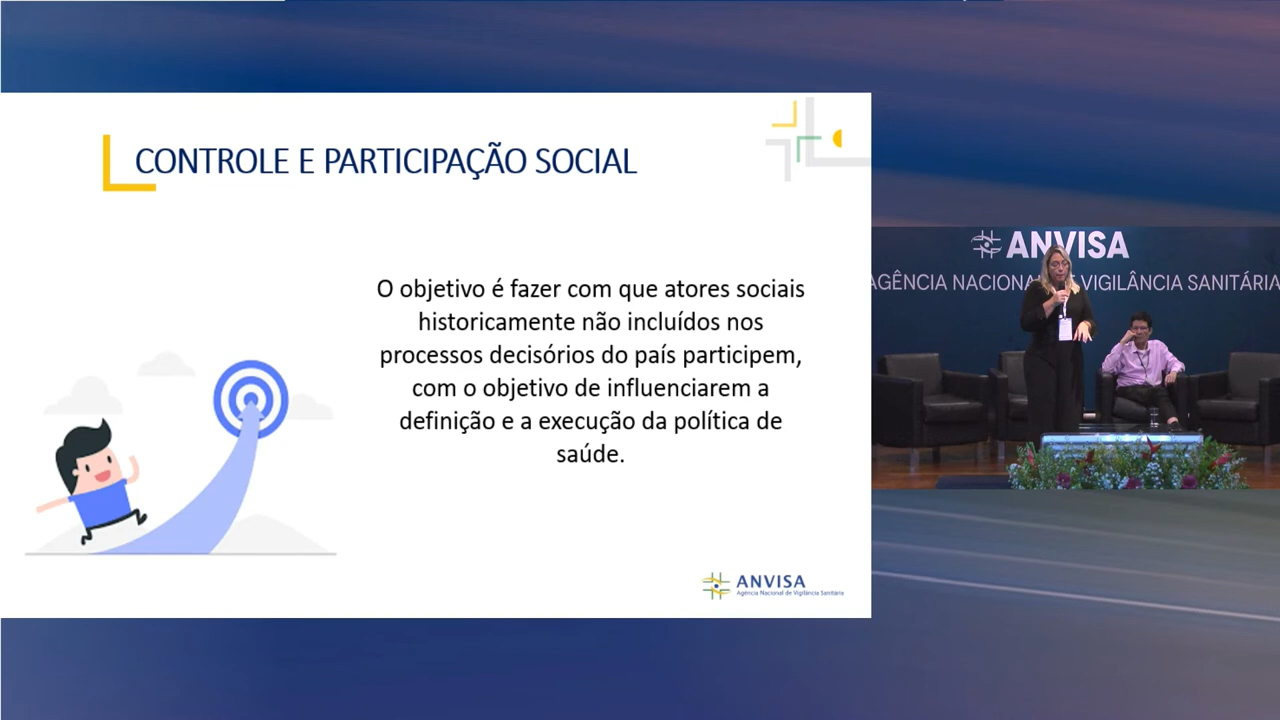 CONTROLE E PARTICIPAÇÃO SOCIAL
O objetivo é fazer com que atores sociais
historicamente não incluídos nos
processos decisórios do país participem,
com o objetivo de influenciarem a
definição e a execução da política de
saúde.
ANVISA
Agência Nacional de Vigilância Sanitária
ANVISA
AGÊNCIA NACIONAL DE VIGILÂNCIA SANITÁRIA